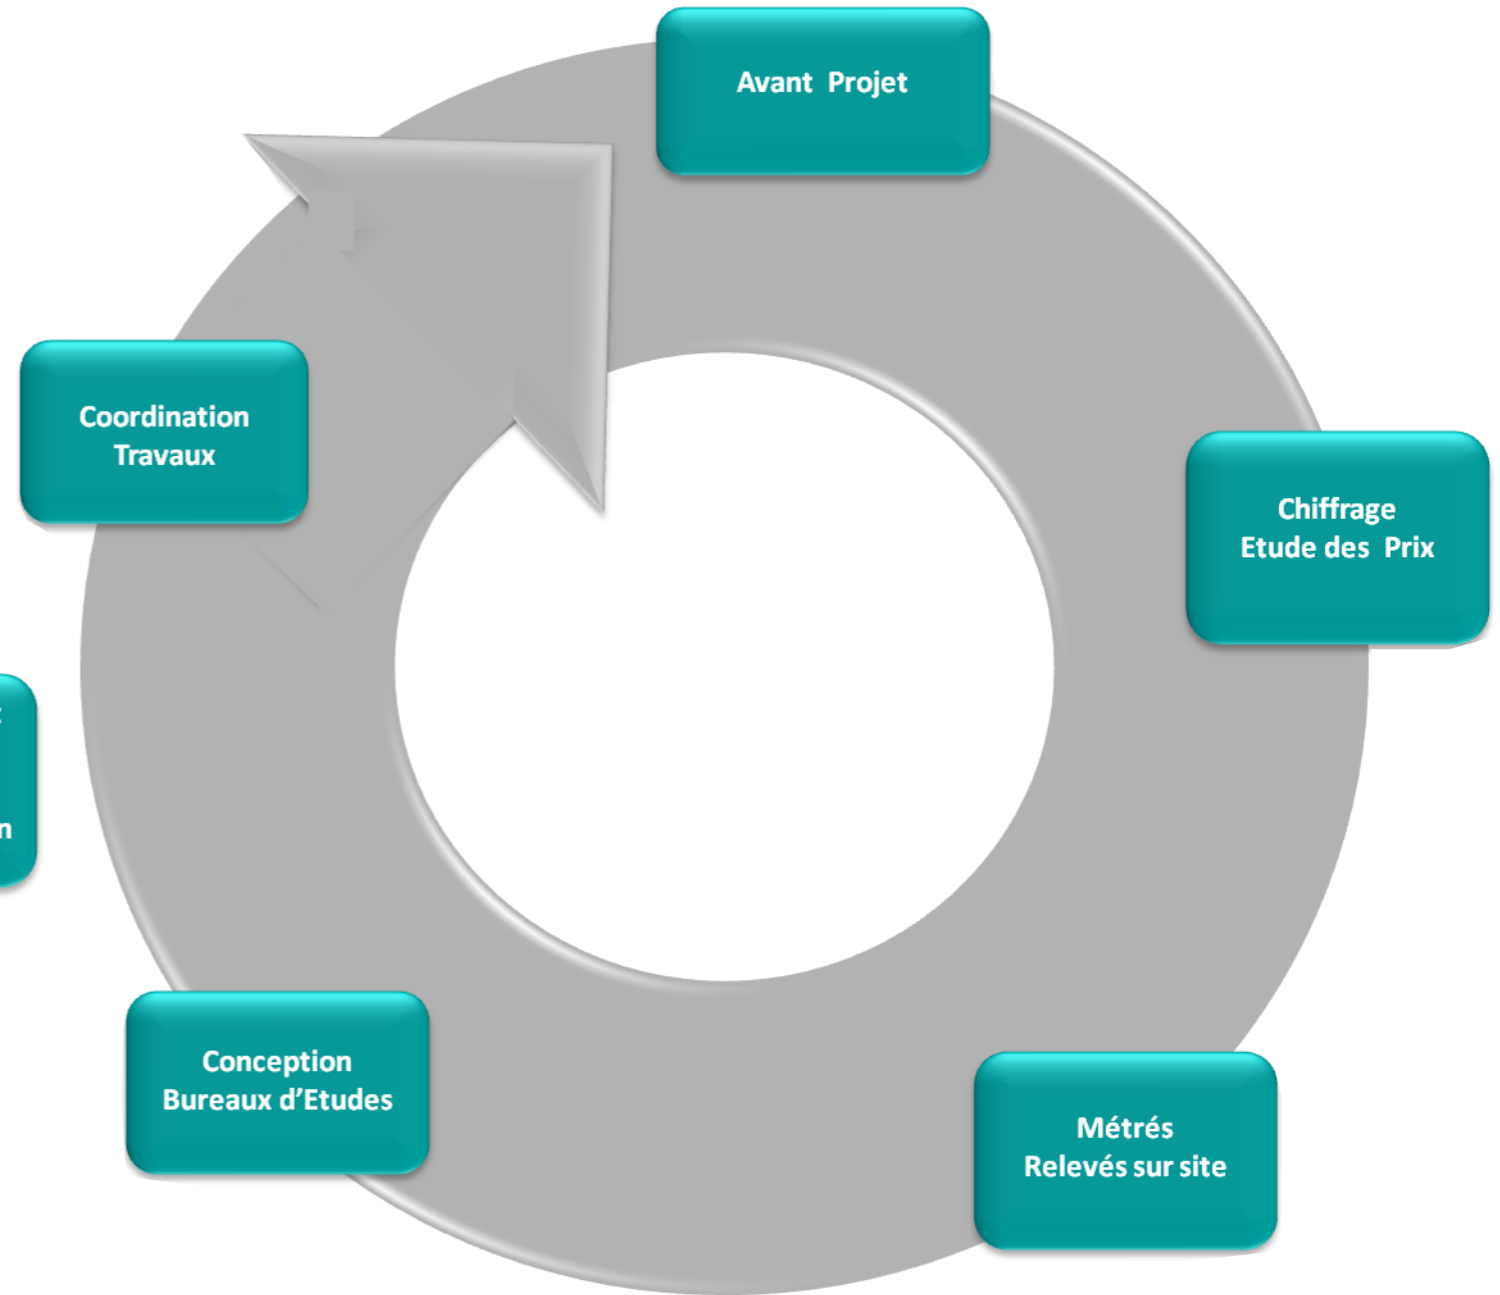 Avant Projet
Chiffrage
Etude des Prix
Métrés
Relevés sur site
Conception
Bureaux d’Etudes
Coordination
Travaux